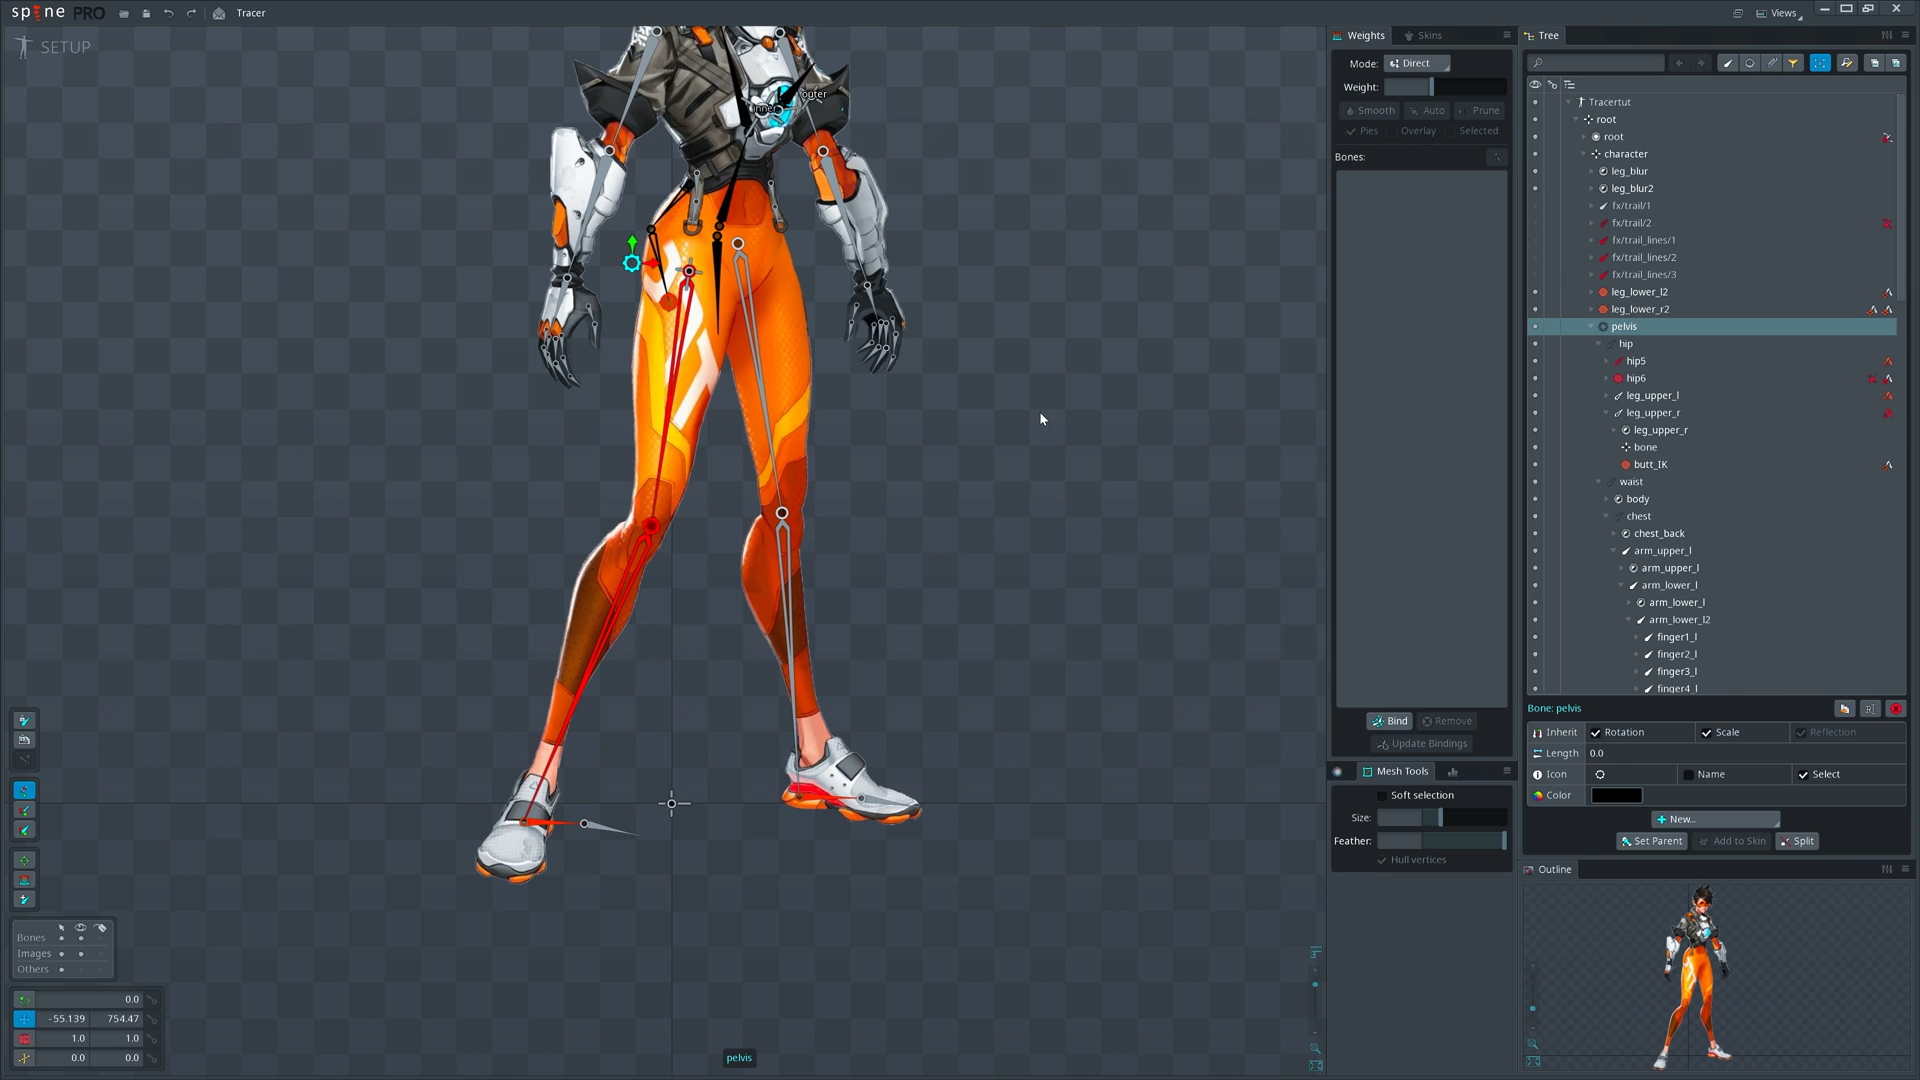 spine PRO
Tracer
Views
SETUP
outer
inner
Weights
Skins
Mode:
Direct
Weight:
Smooth
Auto
Prune
Pies
Overlay
Selected
Bones:
Bind
Remove
Update Bindings
Mesh Tools
Soft selection
Size:
Feather:
Hull vertices
Tree
Tracertut
root
root
character
leg_blur
leg_blur2
fx/trail/1
fx/trail/2
fx/trail_lines/1
fx/trail_lines/2
fx/trail_lines/3
leg_lower_l2
leg_lower_r2
pelvis
hip
hip5
hip6
leg_upper_l
leg_upper_r
leg_upper_r
bone
butt_IK
waist
body
chest
chest_back
arm_upper_l
arm_upper_l
arm_lower_l
arm_lower_l
arm_lower_l2
finger1_l
finger2_l
finger3_l
finger4_l
Bone: pelvis
Inherit
Rotation
Scale
Reflection
Length
0.0
Icon
Name
Select
Color
New...
Set Parent
Add to Skin
Split
Outline
Bones
Images
Others
0.0
-55.139 754.47
1.0 1.0
0.0 0.0
pelvis